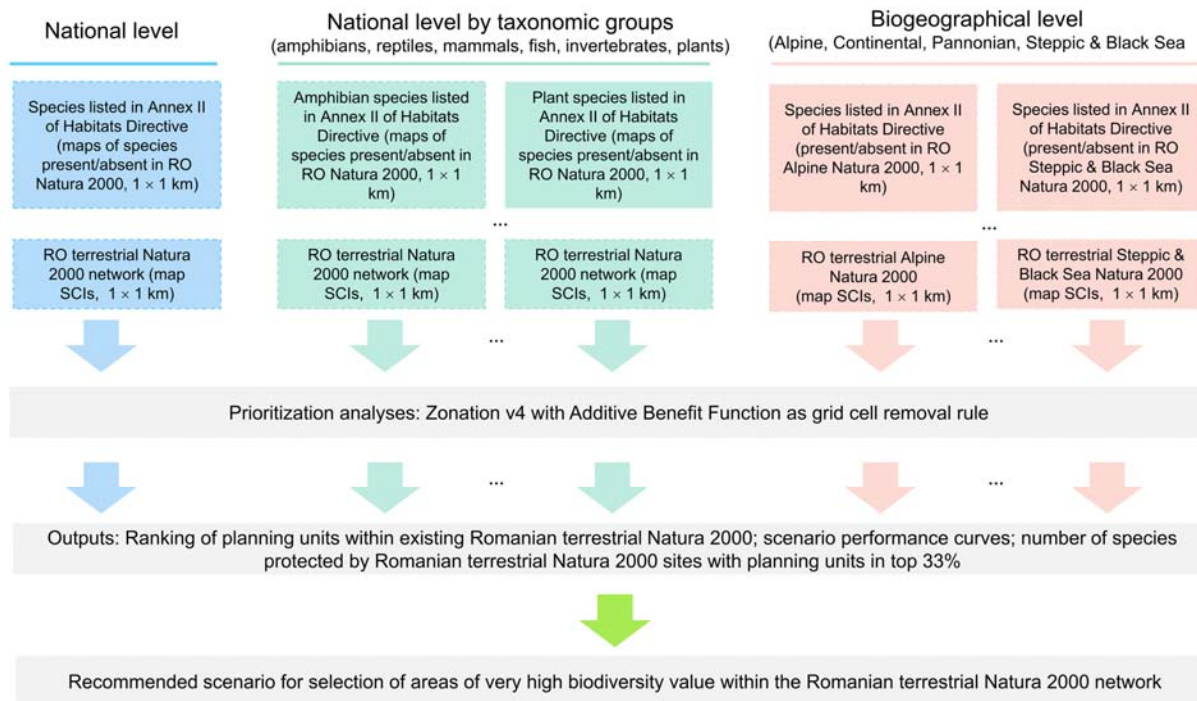 National level
National level by taxonomic groups
(amphibians, reptiles, mammals, fish, invertebrates, plants)
Biogeographical level
(Alpine, Continental, Pannonian, Steppic & Black Sea
Species listed in Annex II
of Habitats Directive
(maps of species
present/absent in RO
Natura 2000, 1 × 1 km)
Amphibian species listed
in Annex II of Habitats
Directive (maps of
species present/absent in
RO Natura 2000, 1 × 1
km)
Plant species listed in
Annex II of Habitats
Directive (maps of
species present/absent in
RO Natura 2000, 1 × 1
km)
Species listed in Annex II
of Habitats Directive
(present/absent in RO
Alpine Natura 2000, 1 × 1
km)
Species listed in Annex II
of Habitats Directive
(present/absent in RO
Steppic & Black Sea
Natura 2000, 1 × 1 km)
...
...
RO terrestrial Natura
2000 network (map
SCIs, 1 × 1 km)
RO terrestrial Natura
2000 network (map
SCIs, 1 × 1 km)
RO terrestrial Natura
2000 network (map
SCIs, 1 × 1 km)
RO terrestrial Alpine
Natura 2000
(map SCIs, 1 × 1 km)
RO terrestrial Steppic &
Black Sea Natura 2000
(map SCIs, 1 × 1 km)
...
...
Prioritization analyses: Zonation v4 with Additive Benefit Function as grid cell removal rule
...
...
Outputs: Ranking of planning units within existing Romanian terrestrial Natura 2000; scenario performance curves; number of species
protected by Romanian terrestrial Natura 2000 sites with planning units in top 33%
Recommended scenario for selection of areas of very high biodiversity value within the Romanian terrestrial Natura 2000 network